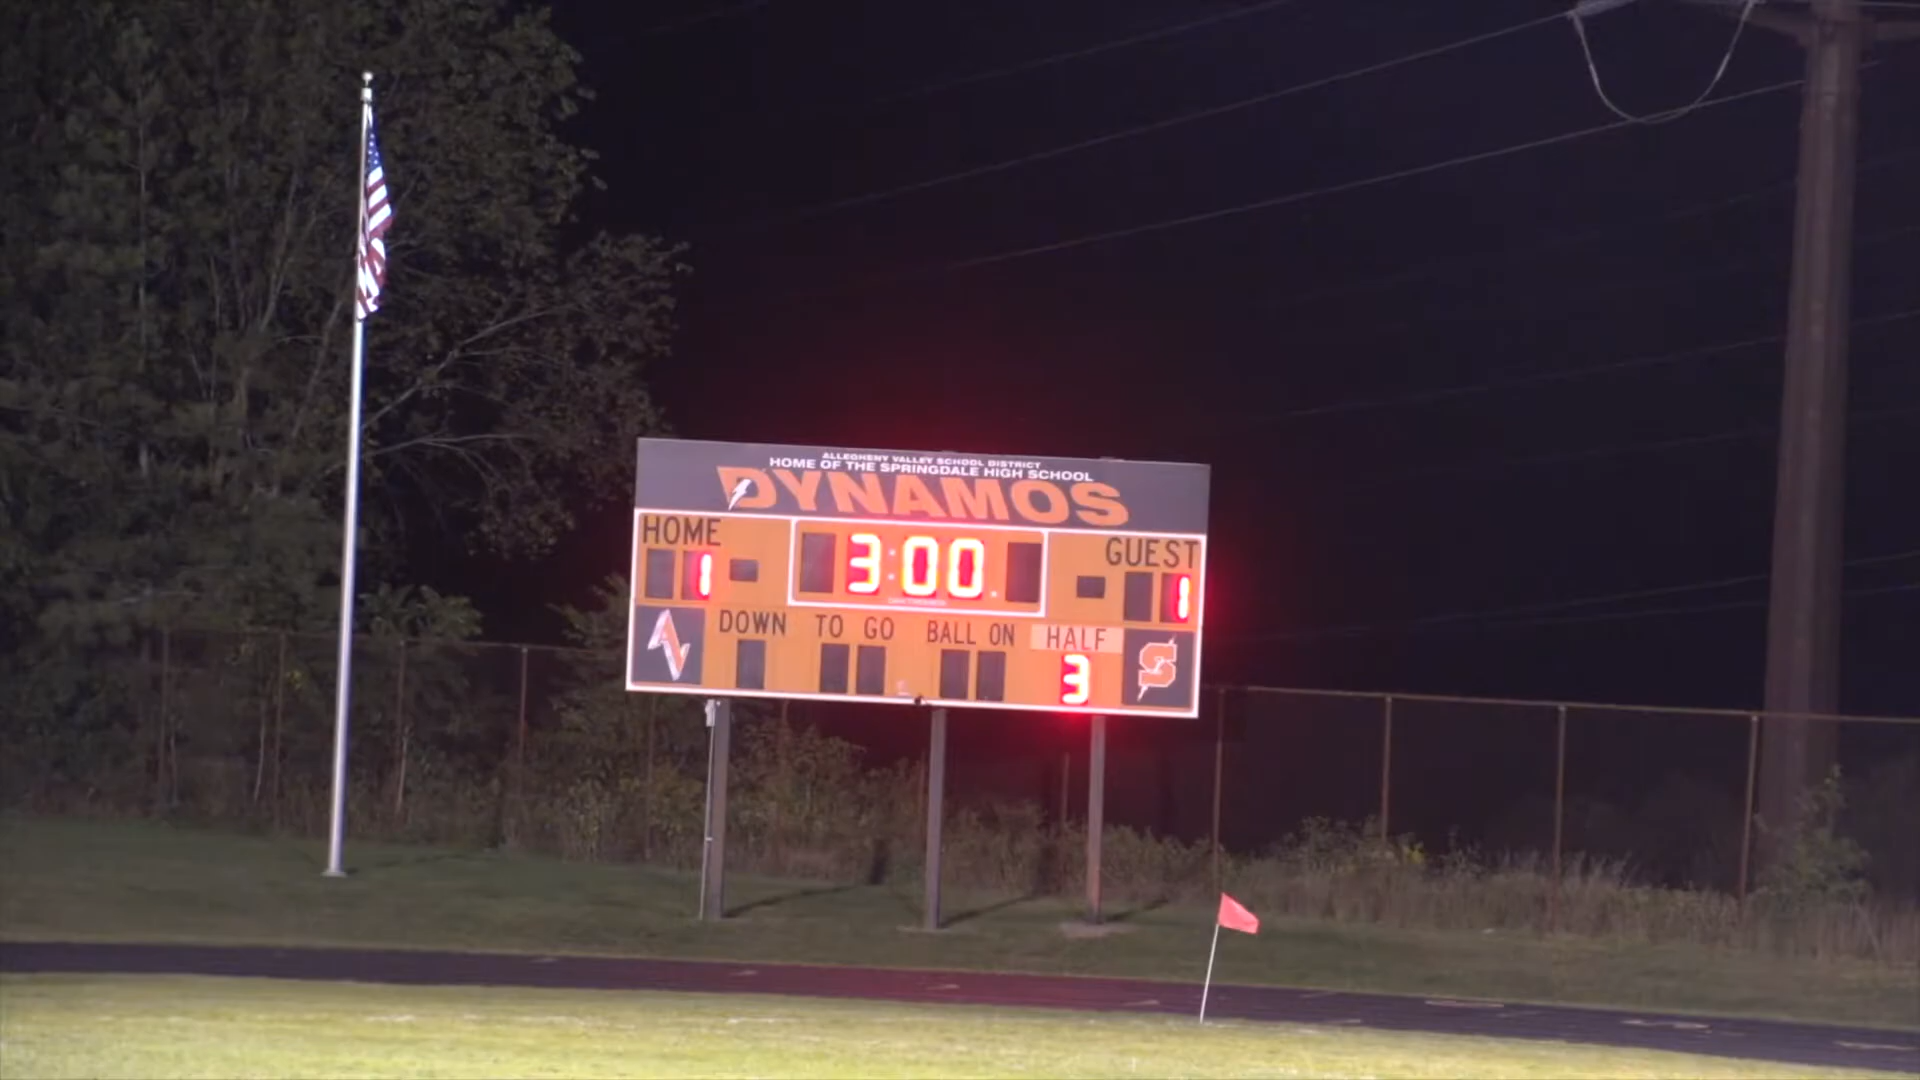 ALLEGHENY VALLEY SCHOOL DISTRICT
HOME OF THE SPRINGDALE HIGH SCHOOL
DYNAMOS
HOME 3:00 GUEST
1 1
DOWN TO GO BALL ON HALF
3
AV S